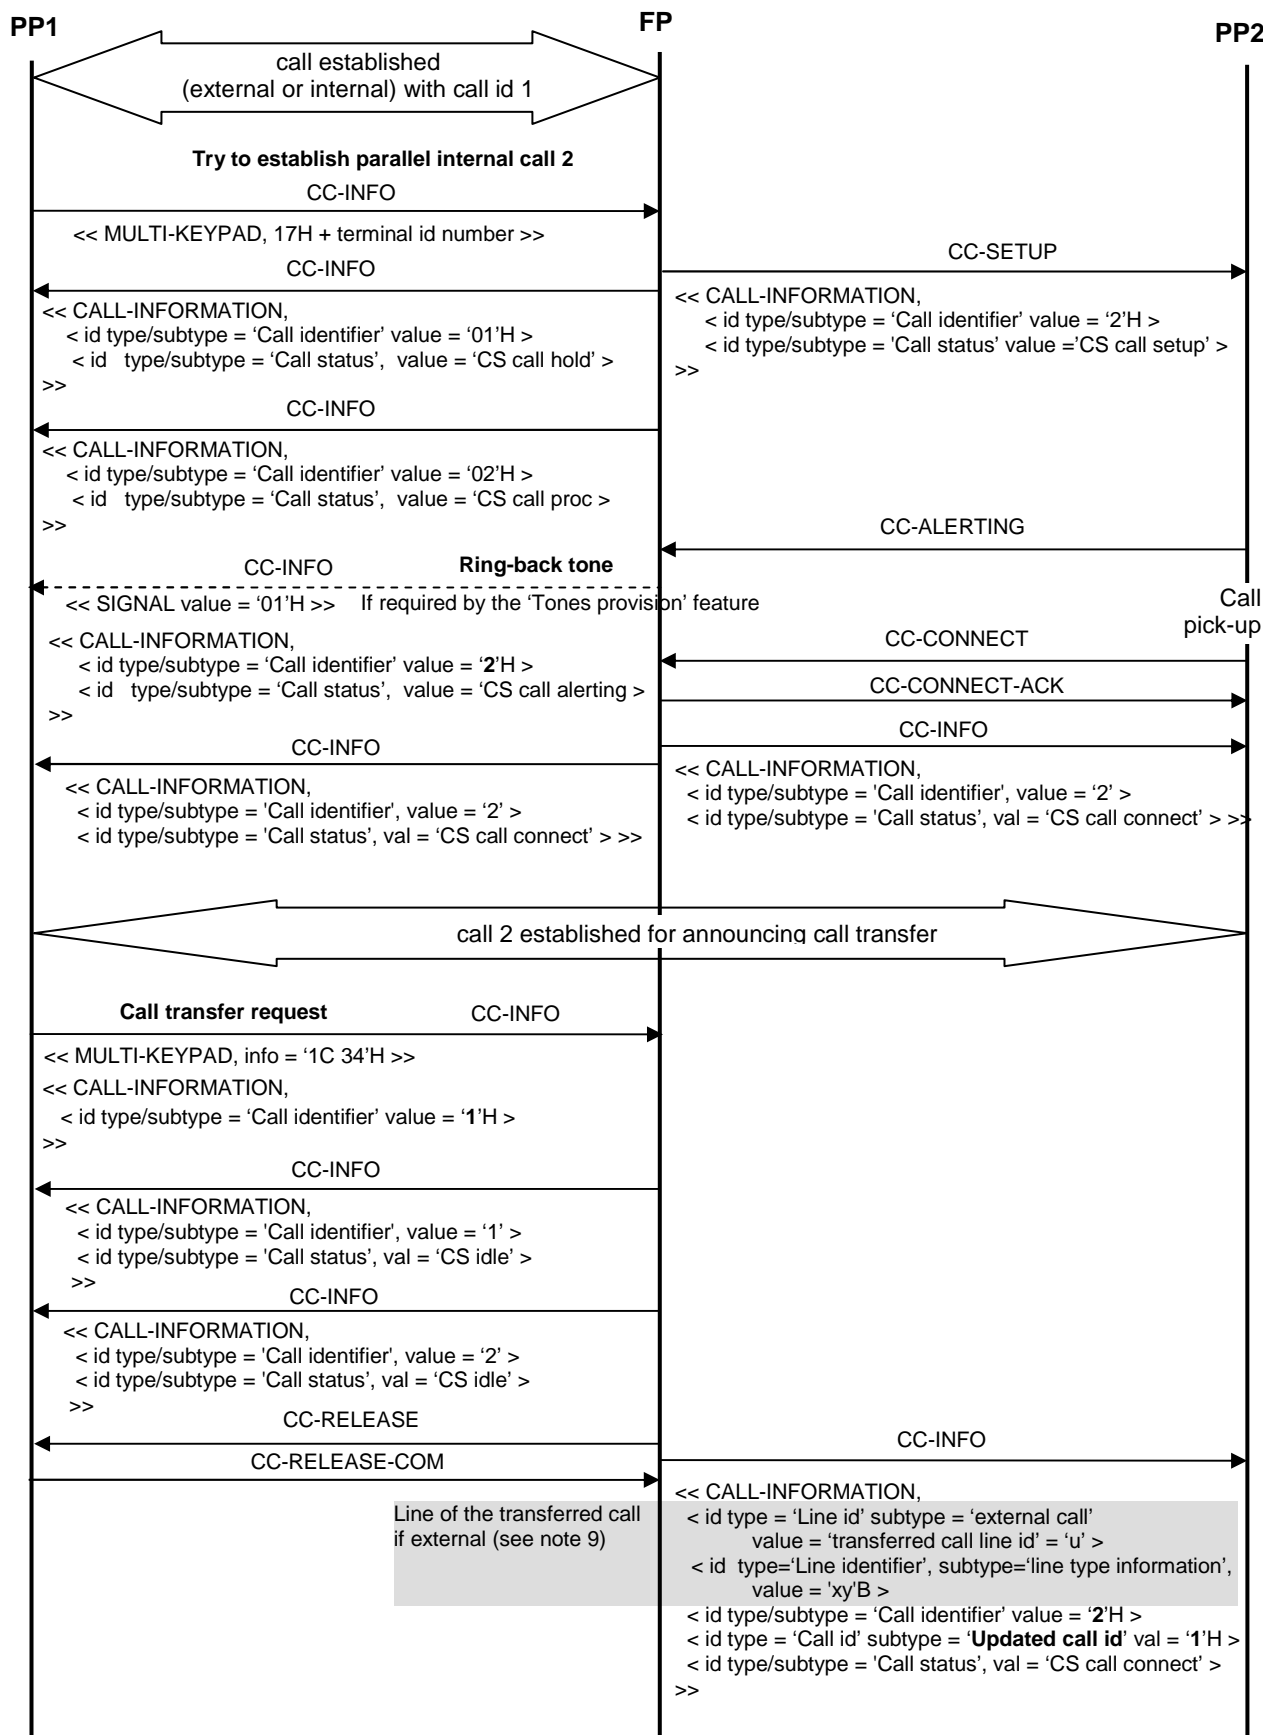 PP1
FP
PP2
call established
(external or internal) with call id 1
Try to establish parallel internal call 2
CC-INFO
<< MULTI-KEYPAD, 17H + terminal id number >>
CC-SETUP
CC-INFO
<< CALL-INFORMATION,
< id type/subtype = ‘Call identifier’ value = ‘2’H >
< id type/subtype = 'Call status’ value =’CS call setup’ >
>>
<< CALL-INFORMATION,
< id type/subtype = ‘Call identifier’ value = ‘01’H >
< id type/subtype = ‘Call status’, value = ‘CS call hold’ >
>>
CC-INFO
<< CALL-INFORMATION,
< id type/subtype = ‘Call identifier’ value = ‘02’H >
< id type/subtype = ‘Call status’, value = ‘CS call proc >
>>
CC-ALERTING
CC-INFO Ring-back tone
<< SIGNAL value = ‘01’H >> If required by the ‘Tones provision’ feature
Call
pick-up
<< CALL-INFORMATION,
< id type/subtype = ‘Call identifier’ value = ‘2’H >
< id type/subtype = ‘Call status’, value = ‘CS call alerting >
>>
CC-CONNECT
CC-CONNECT-ACK
CC-INFO
CC-INFO
<< CALL-INFORMATION,
< id type/subtype = 'Call identifier', value = ‘2’ >
< id type/subtype = 'Call status’, val = ‘CS call connect’ > >>
<< CALL-INFORMATION,
< id type/subtype = 'Call identifier', value = ‘2’ >
< id type/subtype = 'Call status’, val = ‘CS call connect’ > >>
call 2 established for announcing call transfer
Call transfer request CC-INFO
<< MULTI-KEYPAD, info = ‘1C 34’H >>
<< CALL-INFORMATION,
< id type/subtype = ‘Call identifier’ value = ‘1’H >
>>
CC-INFO
<< CALL-INFORMATION,
< id type/subtype = 'Call identifier', value = ‘1’ >
< id type/subtype = 'Call status’, val = ‘CS idle’ >
>>
CC-INFO
<< CALL-INFORMATION,
< id type/subtype = 'Call identifier', value = ‘2’ >
< id type/subtype = 'Call status’, val = ‘CS idle’ >
>>
CC-RELEASE
CC-INFO
CC-RELEASE-COM
Line of the transferred call
if external (see note 9)
<< CALL-INFORMATION,
< id type = ‘Line id’ subtype = ‘external call’
value = ‘transferred call line id’ = ‘u’ >
< id type=‘Line identifier’, subtype=‘line type information’,
value = 'xy'B >
< id type/subtype = ‘Call identifier’ value = ‘2’H >
< id type = ‘Call id’ subtype = ‘Updated call id’ val = ‘1’H >
< id type/subtype = 'Call status’, val = ‘CS call connect’ >
>>